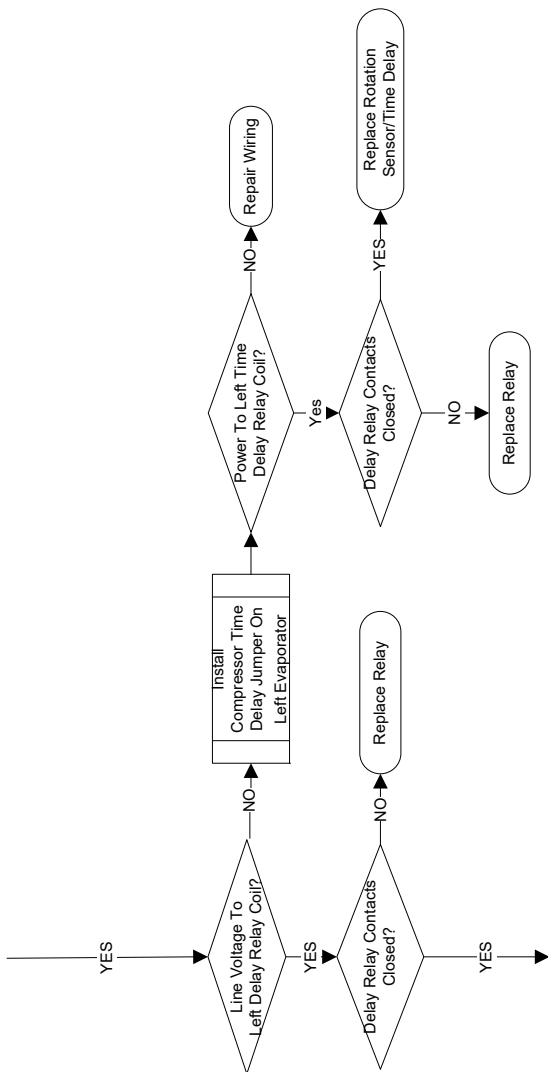 YES
Line Voltage To
Left Delay Relay Coil?
NO
Install
Compressor Time
Delay Jumper On
Left Evaporator
Power To Left Time
Delay Relay Coil?
NO
Repair Wiring
YES
Delay Relay Contacts
Closed?
NO
Replace Relay
YES
Yes
Delay Relay Contacts
Closed?
YES
Replace Rotation
Sensor/Time Delay
NO
Replace Relay